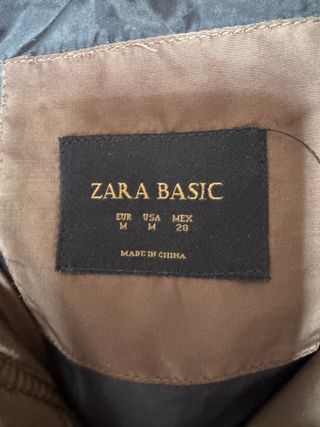 ZARA BASIC
EUR USA MEX
M M 28
MADE IN CHINA